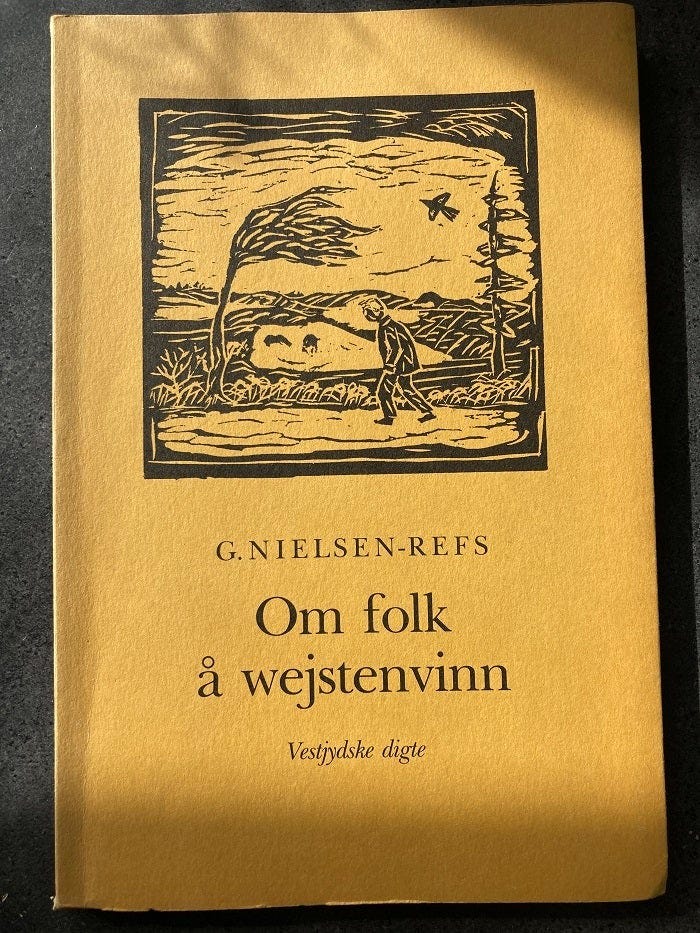 G. NIELSEN-REFS
Om folk
å wejstenvinn
Vestjydske digte